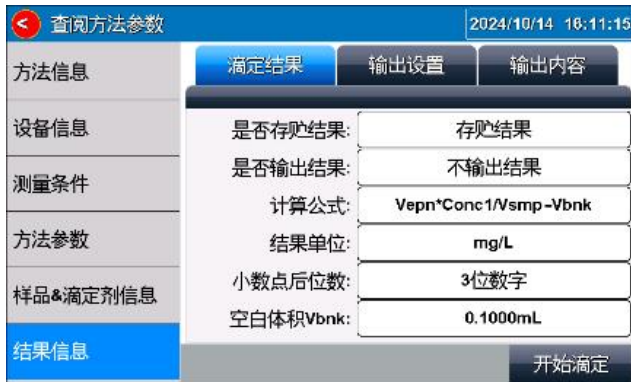 < 查阅方法参数 2024/10/14 16:11:15
方法信息
设备信息
测量条件
方法参数
样品&滴定剂信息
结果信息
滴定结果 输出设置 输出内容
是否存贮结果: 存贮结果
是否输出结果: 不输出结果
计算公式: Vepn*Conc1/Vsmp-Vbnk
结果单位: mg/L
小数点后位数: 3位数字
空白体积Vbnk: 0.1000mL
开始滴定